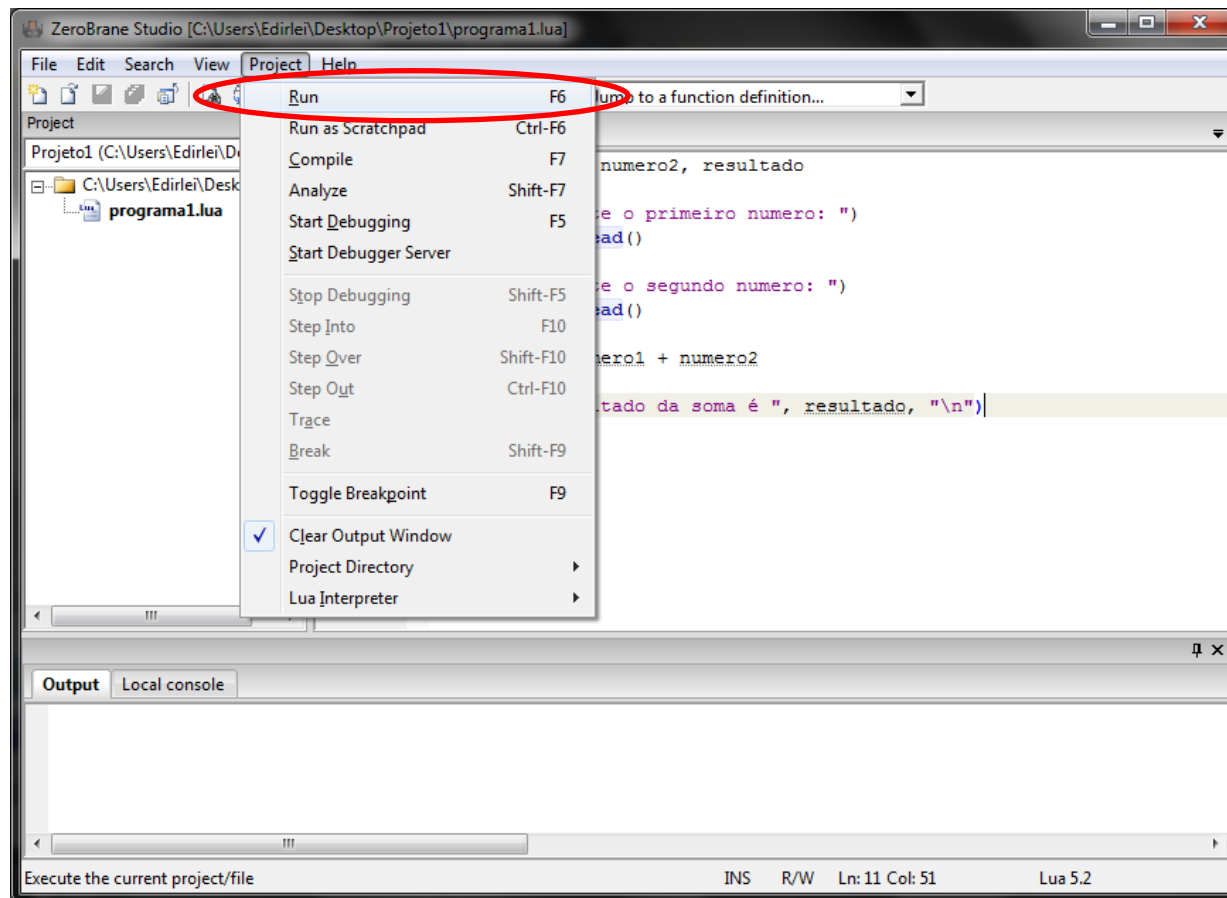 ZeroBrane Studio [C:\Users\Edirlei\Desktop\Projeto1\programa1.lua]
File Edit Search View Project Help
Jump to a function definition...
Project
Projeto1 (C:\Users\Edirlei\D
C:\Users\Edirlei\Desk
programa1.lua
Run F6
Run as Scratchpad Ctrl-F6
Compile F7
Analyze Shift-F7
Start Debugging F5
Start Debugger Server
Stop Debugging Shift-F5
Step Into F10
Step Over Shift-F10
Step Out Ctrl-F10
Trace
Break Shift-F9
Toggle Breakpoint F9
Clear Output Window
Project Directory
Lua Interpreter
numero2, resultado
te o primeiro numero: ")
ead()
te o segundo numero: ")
ead()
mero1 + numero2
ltado da soma é ", resultado, "\n")
Output Local console
Execute the current project/file INS R/W Ln: 11 Col: 51 Lua 5.2